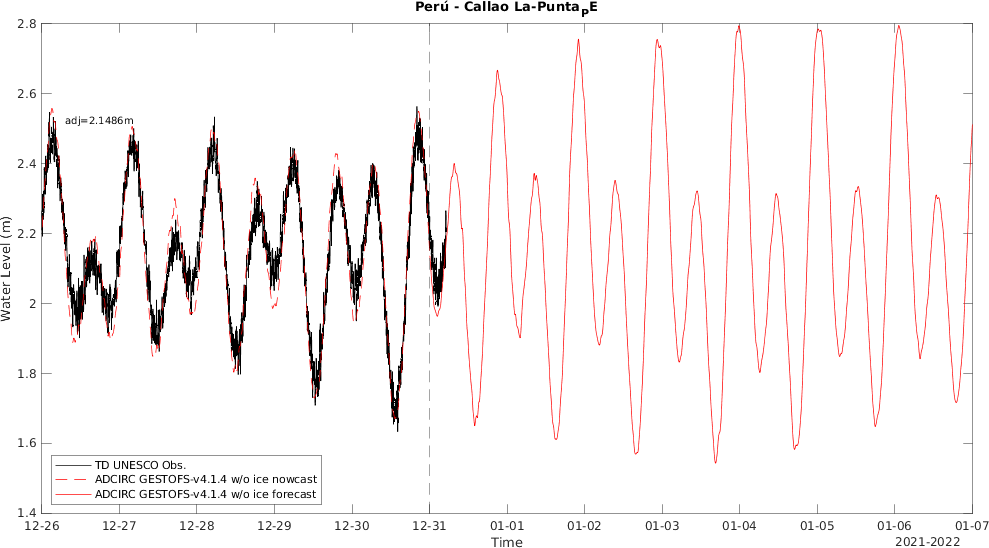 Perú - Callao La-PuntapE
adj=2.1486m
Water Level (m)
2.8
2.6
2.4
2.2
2
1.8
1.6
1.4
TD UNESCO Obs.
ADCIRC GESTOFS-v4.1.4 w/o ice nowcast
ADCIRC GESTOFS-v4.1.4 w/o ice forecast
12-26 12-27 12-28 12-29 12-30 12-31 01-01 01-02 01-03 01-04 01-05 01-06 01-07
Time
2021-2022